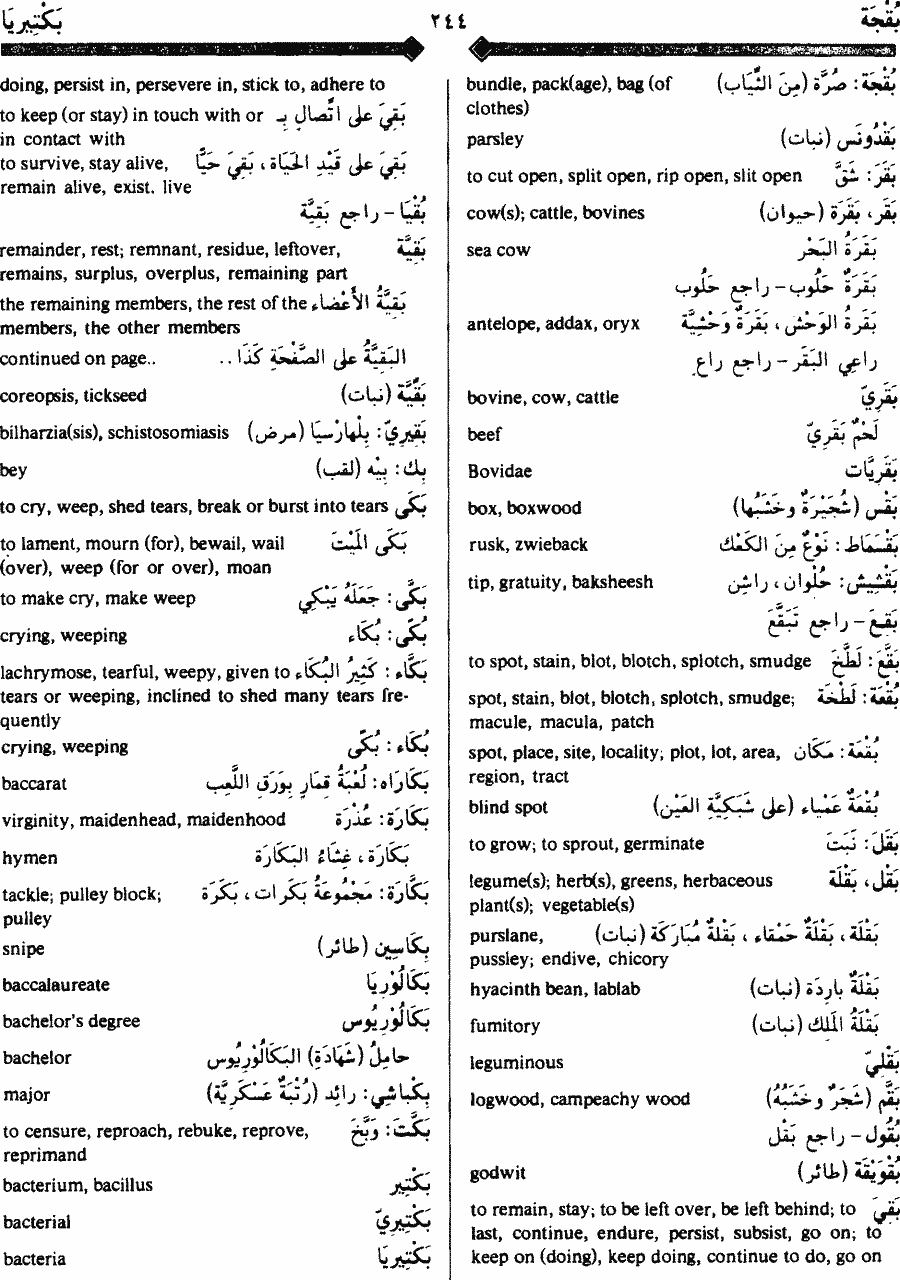 بُقْجَة ٢٤٤ بَكْتِيرِيَا
بُقْجَة: صُرَّة (مِنَ الثِّيَاب) bundle, pack(age), bag (of
clothes)
بَقْدُونَس (نبات) parsley
بَقَرَ: شَقَّ to cut open, split open, rip open, slit open
بَقَر، بَقَرَة (حيوان) cow(s); cattle, bovines
بَقَرَةُ البَحْر sea cow
بَقَرَةٌ حَلُوب - راجع حَلُوب
بَقَرَةُ الوَحْش، بَقَرَةٌ وَحْشِيَّة antelope, addax, oryx
راعي البَقَر - راجع راع
بَقَرِيّ bovine, cow, cattle
لَحْمٌ بَقَرِيّ beef
بَقَرِيَّات Bovidae
بَقْس (شُجَيْرَةٌ وخَشَبُها) box, boxwood
بَقْسَمَاط: نَوْعٌ مِنَ الكَعْك rusk, zwieback
بَقْشِيش: حُلْوان، راشِن tip, gratuity, baksheesh
بَقِعَ - راجع تَبَقَّعَ
بَقَّعَ: لَطَّخَ to spot, stain, blot, blotch, splotch, smudge
بُقْعَة: لَطْخَة spot, stain, blot, blotch, splotch, smudge;
macule, macula, patch
بُقْعَة: مَكَان spot, place, site, locality; plot, lot, area,
region, tract
بُقْعَةٌ عَمْياء (على شَبَكِيَّةِ العَيْن) blind spot
بَقَلَ: نَبَتَ to grow; to sprout, germinate
بَقْل، بَقْلَة legume(s); herb(s), greens, herbaceous
plant(s); vegetable(s)
بَقْلَة، بَقْلَةٌ حَمْقاء، بَقْلَةٌ مُبَارَكَة (نبات) purslane,
pussley; endive, chicory
بَقْلَةٌ بارِدَة (نبات) hyacinth bean, lablab
بَقْلَةُ المَلِك (نبات) fumitory
بَقْلِيّ leguminous
بَقَّم (شَجَرٌ وخَشَبُهُ) logwood, campeachy wood
بُقُول - راجع بَقْل
بُقْوَيْقَة (طائر) godwit
بَقِيَ to remain, stay; to be left over, be left behind; to
last, continue, endure, persist, subsist, go on; to
keep on (doing), keep doing, continue to do, go on
doing, persist in, persevere in, stick to, adhere to
بَقِيَ على اتِّصالٍ بِـ to keep (or stay) in touch with or
in contact with
بَقِيَ على قَيْدِ الحَيَاة، بَقِيَ حَيًّا to survive, stay alive,
remain alive, exist. live
بُقْيَا - راجع بَقِيَّة
بَقِيَّة remainder, rest; remnant, residue, leftover,
remains, surplus, overplus, remaining part
بَقِيَّةُ الأَعْضاء the remaining members, the rest of the
members, the other members
البَقِيَّةُ على الصَّفْحَةِ كَذَا .. continued on page..
بَقِّيَّة (نبات) coreopsis, tickseed
بَقِيرِيّ: بِلْهَارْسِيَا (مرض) bilharzia(sis), schistosomiasis
بِك: بَيْه (لقب) bey
بَكَى to cry, weep, shed tears, break or burst into tears
بَكَى المَيْتَ to lament, mourn (for), bewail, wail
(over), weep (for or over), moan
بَكَّى: جَعَلَهُ يَبْكِي to make cry, make weep
بُكًى: بُكَاء crying, weeping
بَكَّاء: كَثِيرُ البُكَاء lachrymose, tearful, weepy, given to
tears or weeping, inclined to shed many tears fre-
quently
بُكَاء: بُكًى crying, weeping
بَكَارَاه: لُعْبَةُ قِمَارٍ بِوَرَقِ اللَّعِب baccarat
بَكَارَة: عُذْرَة virginity, maidenhead, maidenhood
بَكَارَة، غِشَاءُ البَكَارَة hymen
بَكَّارَة: مَجْمُوعَةُ بَكَرات، بَكَرَة tackle; pulley block;
pulley
بِكَاسِين (طائر) snipe
بَكَالُوْرِيَا baccalaureate
بَكَالُوْرِيُوس bachelor's degree
حامِلُ (شَهَادَةِ) البَكَالُوْرِيُوس bachelor
بِكْبَاشِي: رائِد (رُتْبَةٌ عَسْكَرِيَّة) major
بَكَّتَ: وَبَّخَ to censure, reproach, rebuke, reprove,
reprimand
بَكْتِير bacterium, bacillus
بَكْتِيرِيّ bacterial
بَكْتِيرِيَا bacteria